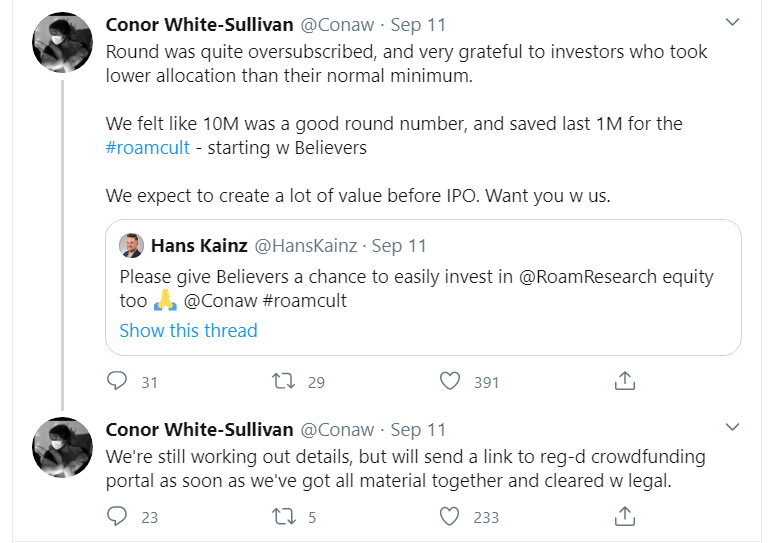 Conor White-Sullivan @Conaw · Sep 11
Round was quite oversubscribed, and very grateful to investors who took
lower allocation than their normal minimum.
We felt like 10M was a good round number, and saved last 1M for the
#roamcult - starting w Believers
We expect to create a lot of value before IPO. Want you w us.
Hans Kainz @HansKainz · Sep 11
Please give Believers a chance to easily invest in @RoamResearch equity
too 🙏 @Conaw #roamcult
Show this thread
31 29 391
Conor White-Sullivan @Conaw · Sep 11
We're still working out details, but will send a link to reg-d crowdfunding
portal as soon as we've got all material together and cleared w legal.
23 5 233